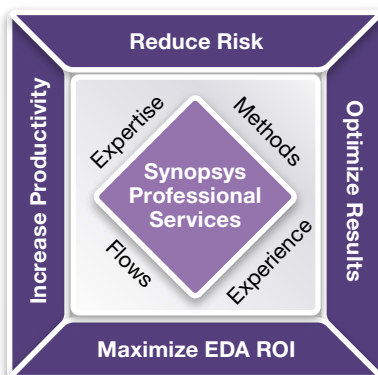 Reduce Risk
Increase Productivity
Expertise
Methods
Synopsys
Professional
Services
Flows
Experience
Optimize Results
Maximize EDA ROI